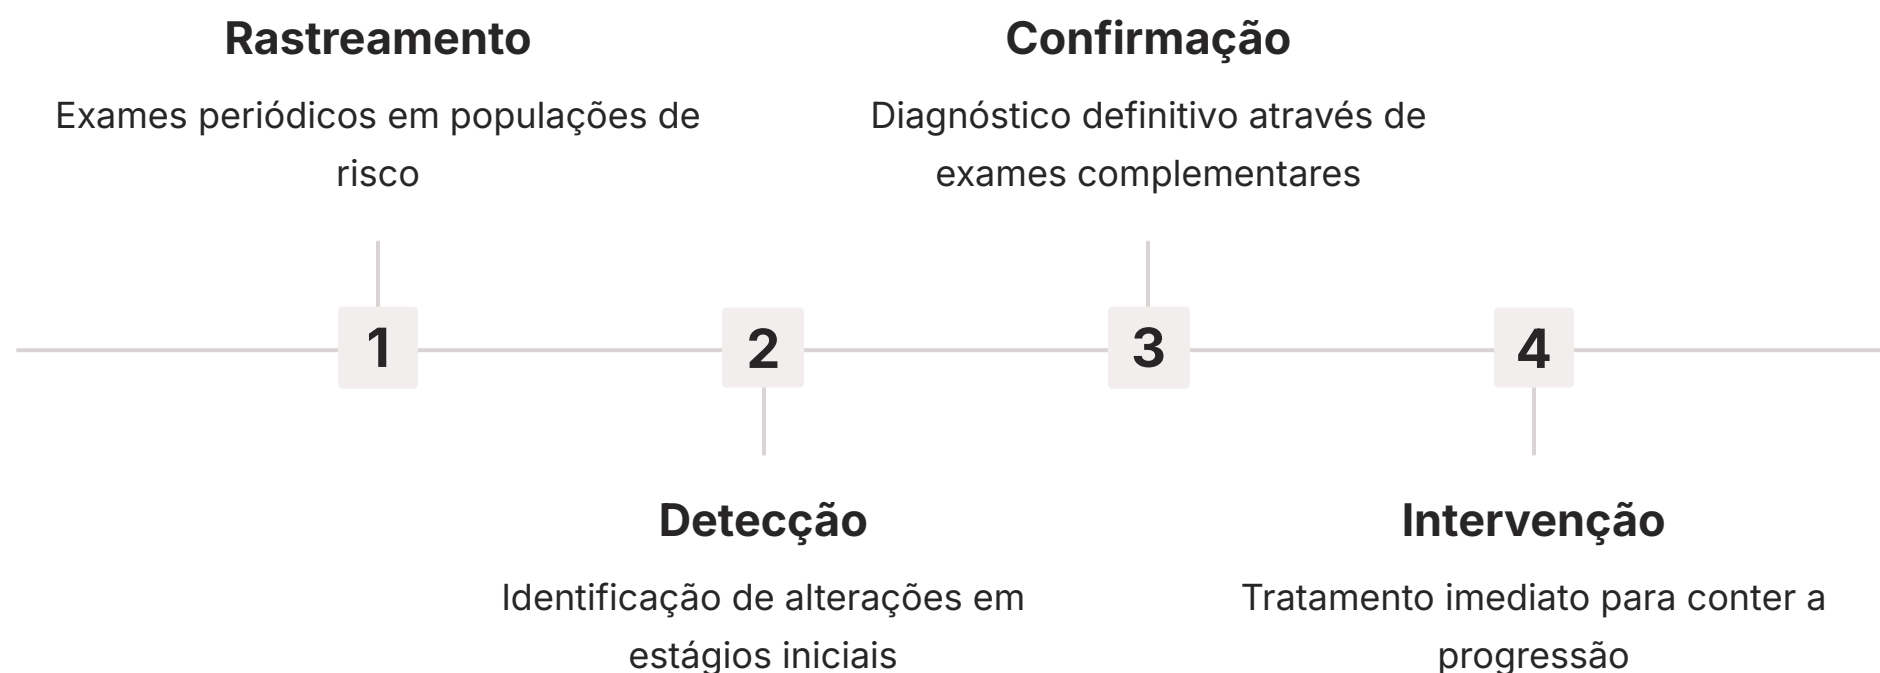 Rastreamento
Exames periódicos em populações de
risco
1
2
Detecção
Identificação de alterações em
estágios iniciais
Confirmação
Diagnóstico definitivo através de
exames complementares
3
4
Intervenção
Tratamento imediato para conter a
progressão